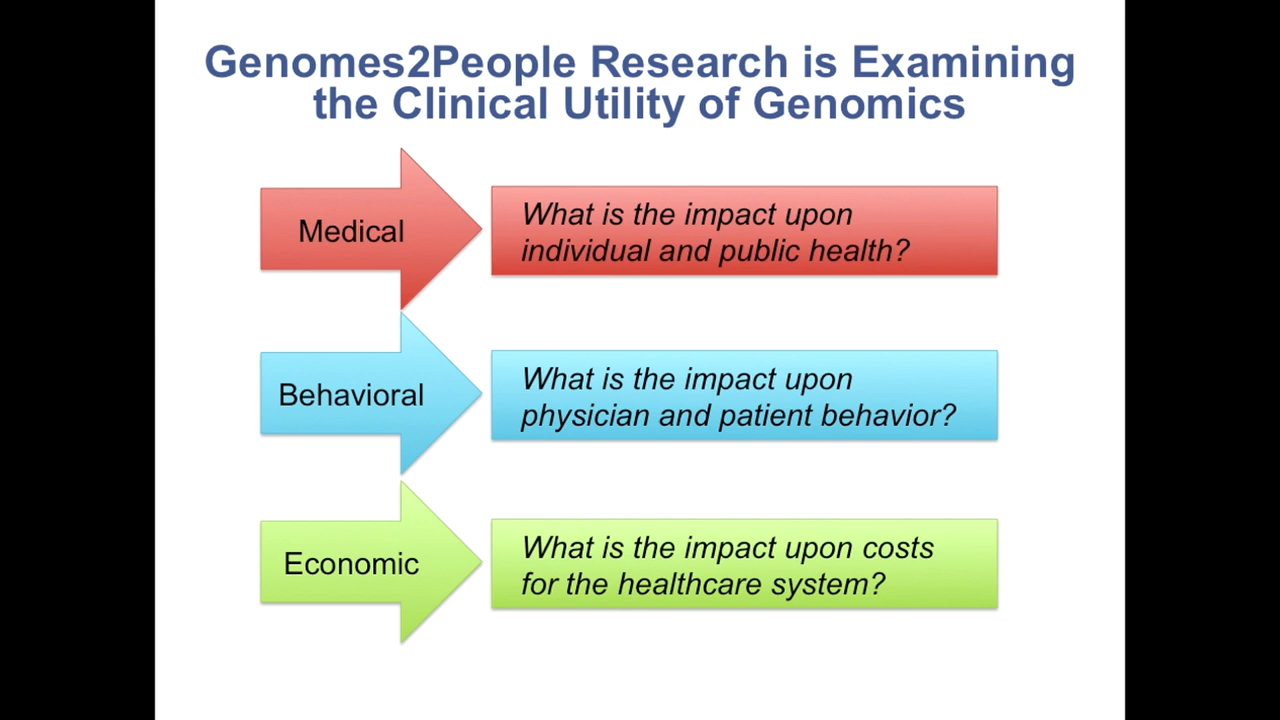 Genomes2People Research is Examining
the Clinical Utility of Genomics
Medical
What is the impact upon
individual and public health?
Behavioral
What is the impact upon
physician and patient behavior?
Economic
What is the impact upon costs
for the healthcare system?